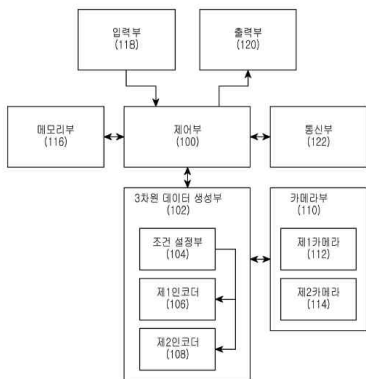 입력부
(118)
출력부
(120)
메모리부
(116)
제어부
(100)
통신부
(122)
3차원 데이터 생성부
(102)
조건 설정부
(104)
제1인코더
(106)
제2인코더
(108)
카메라부
(110)
제1카메라
(112)
제2카메라
(114)